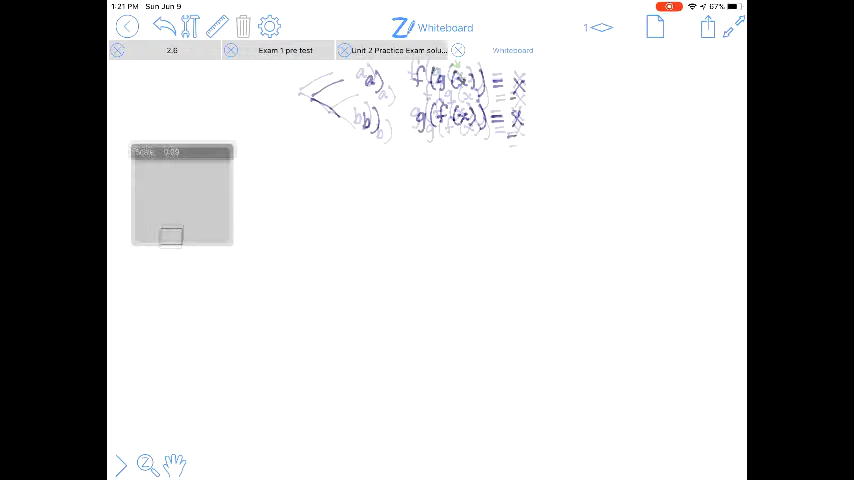 1:21 PM Sun Jun 9
67%
Whiteboard
1
2.6
Exam 1 pre test
Unit 2 Practice Exam solu...
Whiteboard
a) f(g(x)) = x
b) g(f(x)) = x
Scale: 0.09